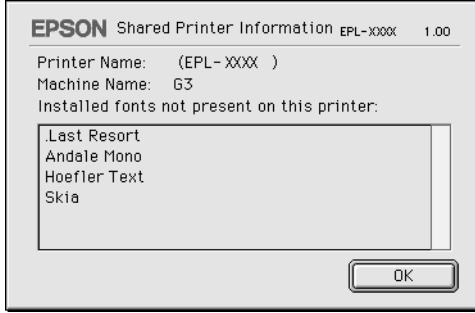 EPSON Shared Printer Information EPL-XXXX 1.00
Printer Name: (EPL- XXXX )
Machine Name: G3
Installed fonts not present on this printer:
.Last Resort
Andale Mono
Hoefler Text
Skia
OK